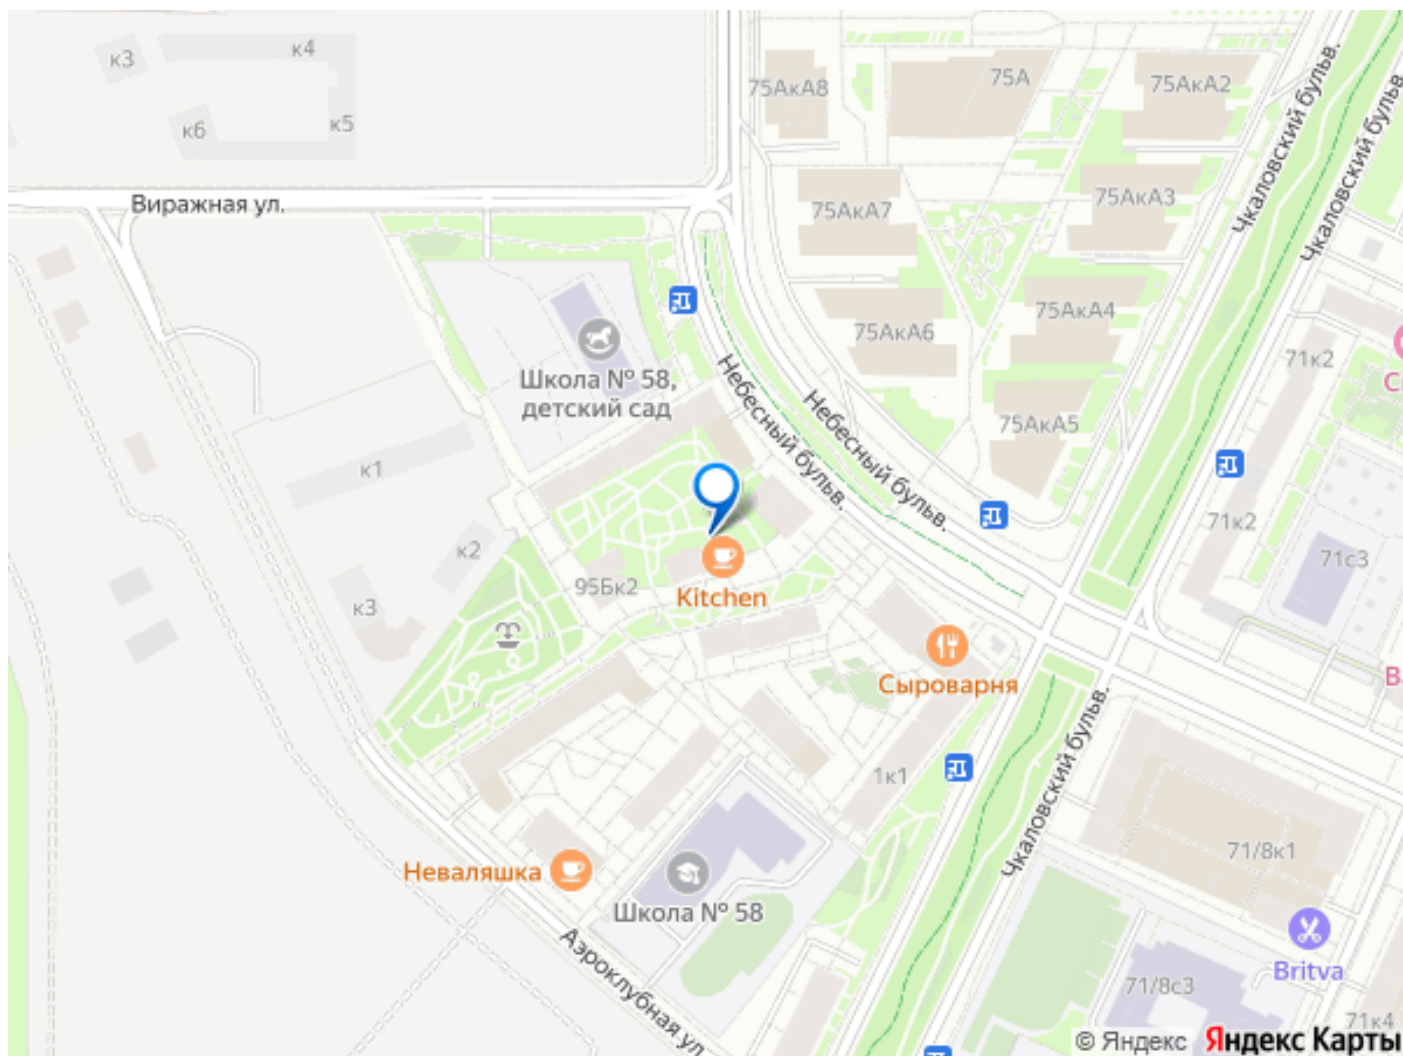 к3
к4
к6
к5
75АкА8
75А
75АкА2
Чкаловский бульв.
Чкаловский бульв.
Виражная ул.
75АкА7
75АкА3
75АкА6
75АкА4
71к2
Школа № 58,
детский сад
Небесный бульв.
Небесный бульв.
75АкА5
к1
к2
к3
71к2
71с3
95Бк2
Kitchen
Сыроварня
Чкаловский бульв.
1к1
71/8к1
Неваляшка
Школа № 58
Аэроклубная ул.
Britva
71/8с3
71к4
© Яндекс Яндекс Карты